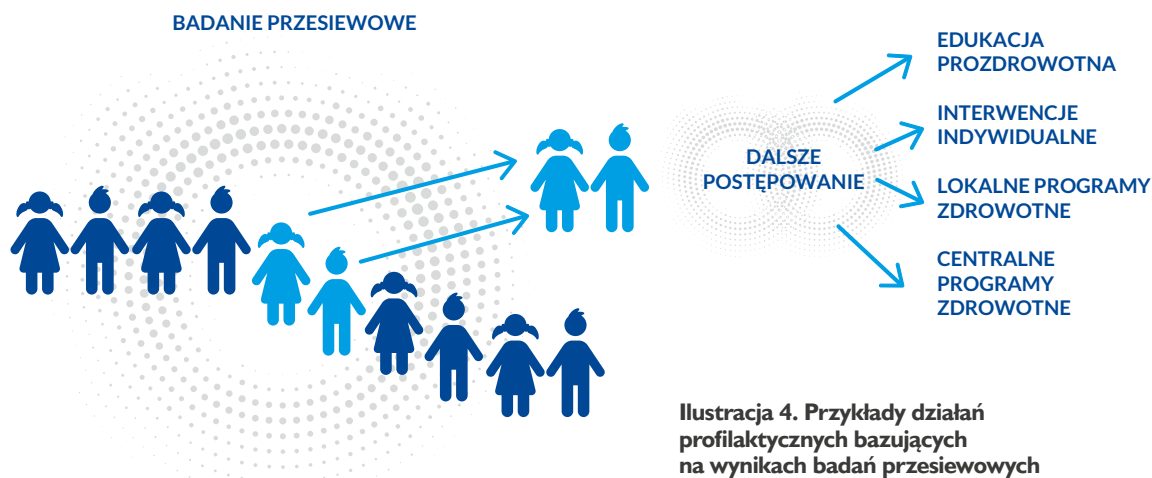 BADANIE PRZESIEWOWE
DALSZE
POSTĘPOWANIE
EDUKACJA
PROZDROWOTNA
INTERWENCJE
INDYWIDUALNE
LOKALNE PROGRAMY
ZDROWOTNE
CENTRALNE
PROGRAMY
ZDROWOTNE
Ilustracja 4. Przykłady działań
profilaktycznych bazujących
na wynikach badań przesiewowych